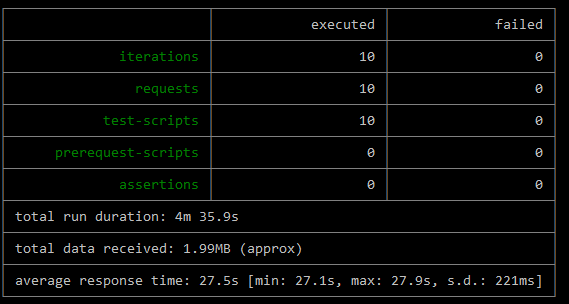 executed failed
iterations 10 0
requests 10 0
test-scripts 10 0
prerequest-scripts 0 0
assertions 0 0
total run duration: 4m 35.9s
total data received: 1.99MB (approx)
average response time: 27.5s [min: 27.1s, max: 27.9s, s.d.: 221ms]